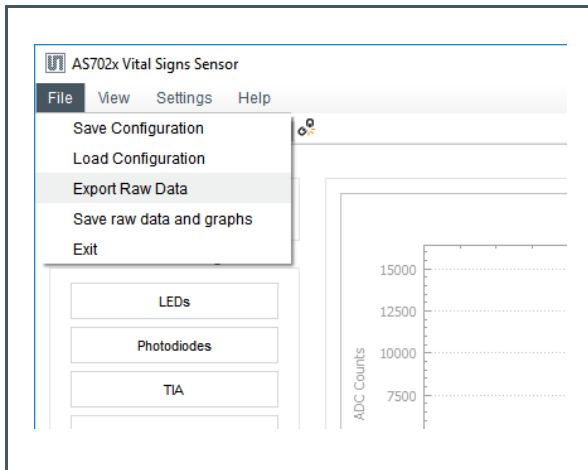 AS702x Vital Signs Sensor
File View Settings Help
Save Configuration
Load Configuration
Export Raw Data
Save raw data and graphs
Exit
LEDs
Photodiodes
TIA
15000
12500
10000
7500
ADC Counts